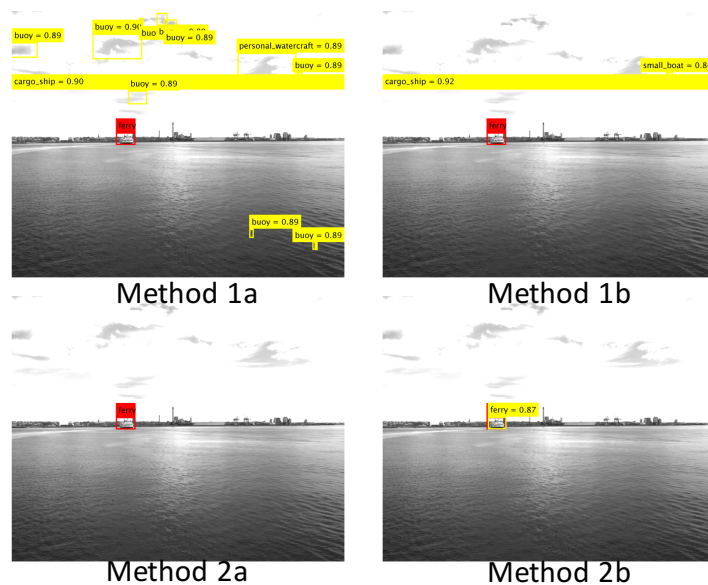 buoy = 0.90
buoy = 0.89
buo
b
buoy = 0.89
personal_watercraft = 0.89
buoy = 0.89
cargo_ship = 0.90
buoy = 0.89
ferry
buoy = 0.89
buoy = 0.89
Method 1a
small_boat = 0.8
cargo_ship = 0.92
ferry
Method 1b
ferry
Method 2a
ferry = 0.87
Method 2b